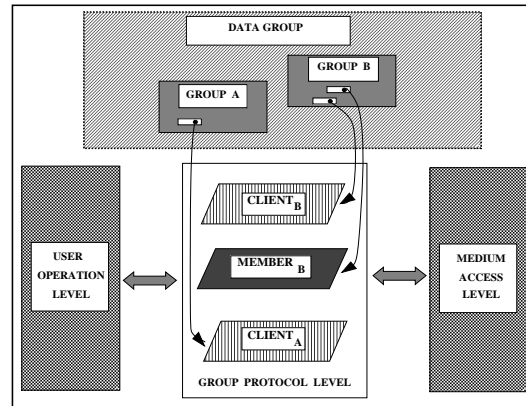 DATA GROUP
GROUP B
GROUP A
CLIENT B
MEMBER B
CLIENT A
GROUP PROTOCOL LEVEL
USER
OPERATION
LEVEL
MEDIUM
ACCESS
LEVEL